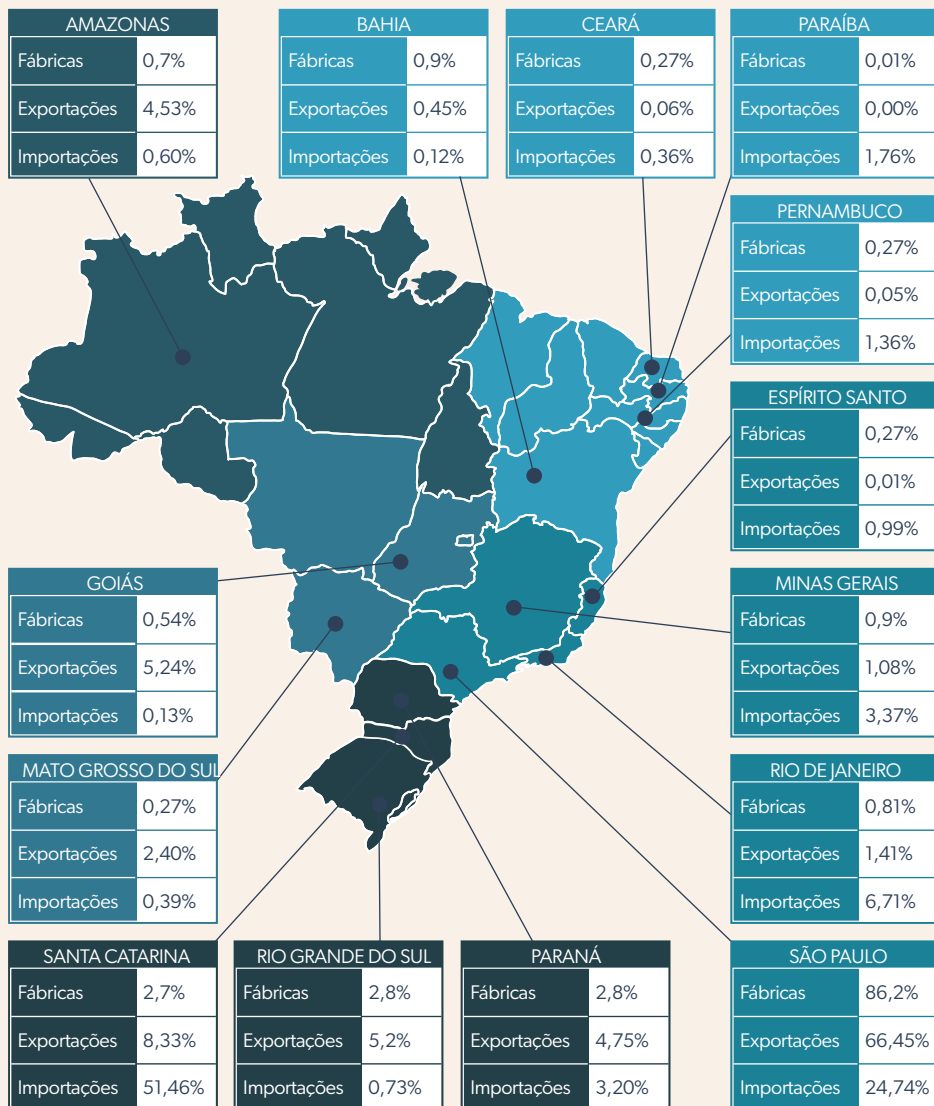 AMAZONAS
Fábricas 0,7%
Exportações 4,53%
Importações 0,60%
BAHIA
Fábricas 0,9%
Exportações 0,45%
Importações 0,12%
CEARÁ
Fábricas 0,27%
Exportações 0,06%
Importações 0,36%
PARAÍBA
Fábricas 0,01%
Exportações 0,00%
Importações 1,76%
PERNAMBUCO
Fábricas 0,27%
Exportações 0,05%
Importações 1,36%
ESPÍRITO SANTO
Fábricas 0,27%
Exportações 0,01%
Importações 0,99%
GOIÁS
Fábricas 0,54%
Exportações 5,24%
Importações 0,13%
MINAS GERAIS
Fábricas 0,9%
Exportações 1,08%
Importações 3,37%
MATO GROSSO DO SUL
Fábricas 0,27%
Exportações 2,40%
Importações 0,39%
RIO DE JANEIRO
Fábricas 0,81%
Exportações 1,41%
Importações 6,71%
SANTA CATARINA
Fábricas 2,7%
Exportações 8,33%
Importações 51,46%
RIO GRANDE DO SUL
Fábricas 2,8%
Exportações 5,2%
Importações 0,73%
PARANÁ
Fábricas 2,8%
Exportações 4,75%
Importações 3,20%
SÃO PAULO
Fábricas 86,2%
Exportações 66,45%
Importações 24,74%